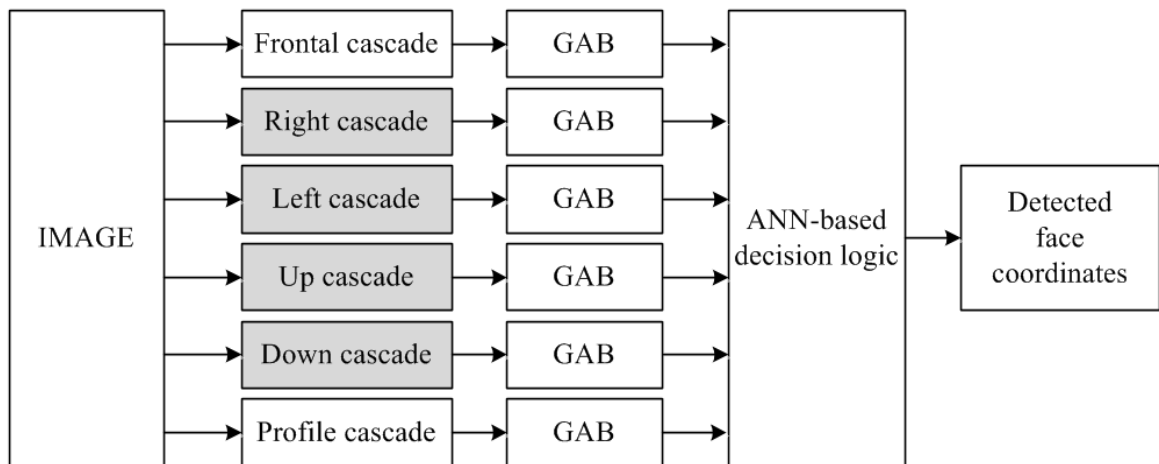 IMAGE
Frontal cascade
GAB
Right cascade
GAB
Left cascade
GAB
Up cascade
GAB
Down cascade
GAB
Profile cascade
GAB
ANN-based
decision logic
Detected
face
coordinates